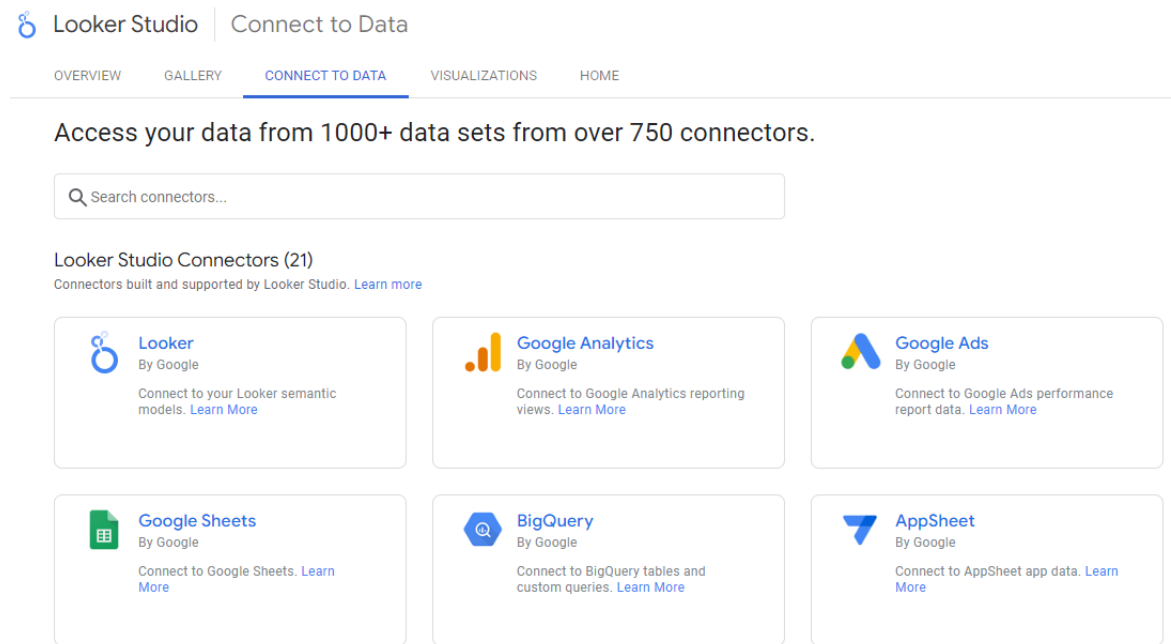 Looker Studio Connect to Data
OVERVIEW GALLERY CONNECT TO DATA VISUALIZATIONS HOME
Access your data from 1000+ data sets from over 750 connectors.
Search connectors...
Looker Studio Connectors (21)
Connectors built and supported by Looker Studio. Learn more
Looker
By Google
Connect to your Looker semantic
models. Learn More
Google Analytics
By Google
Connect to Google Analytics reporting
views. Learn More
Google Ads
By Google
Connect to Google Ads performance
report data. Learn More
Google Sheets
By Google
Connect to Google Sheets. Learn
More
BigQuery
By Google
Connect to BigQuery tables and
custom queries. Learn More
AppSheet
By Google
Connect to AppSheet app data. Learn
More